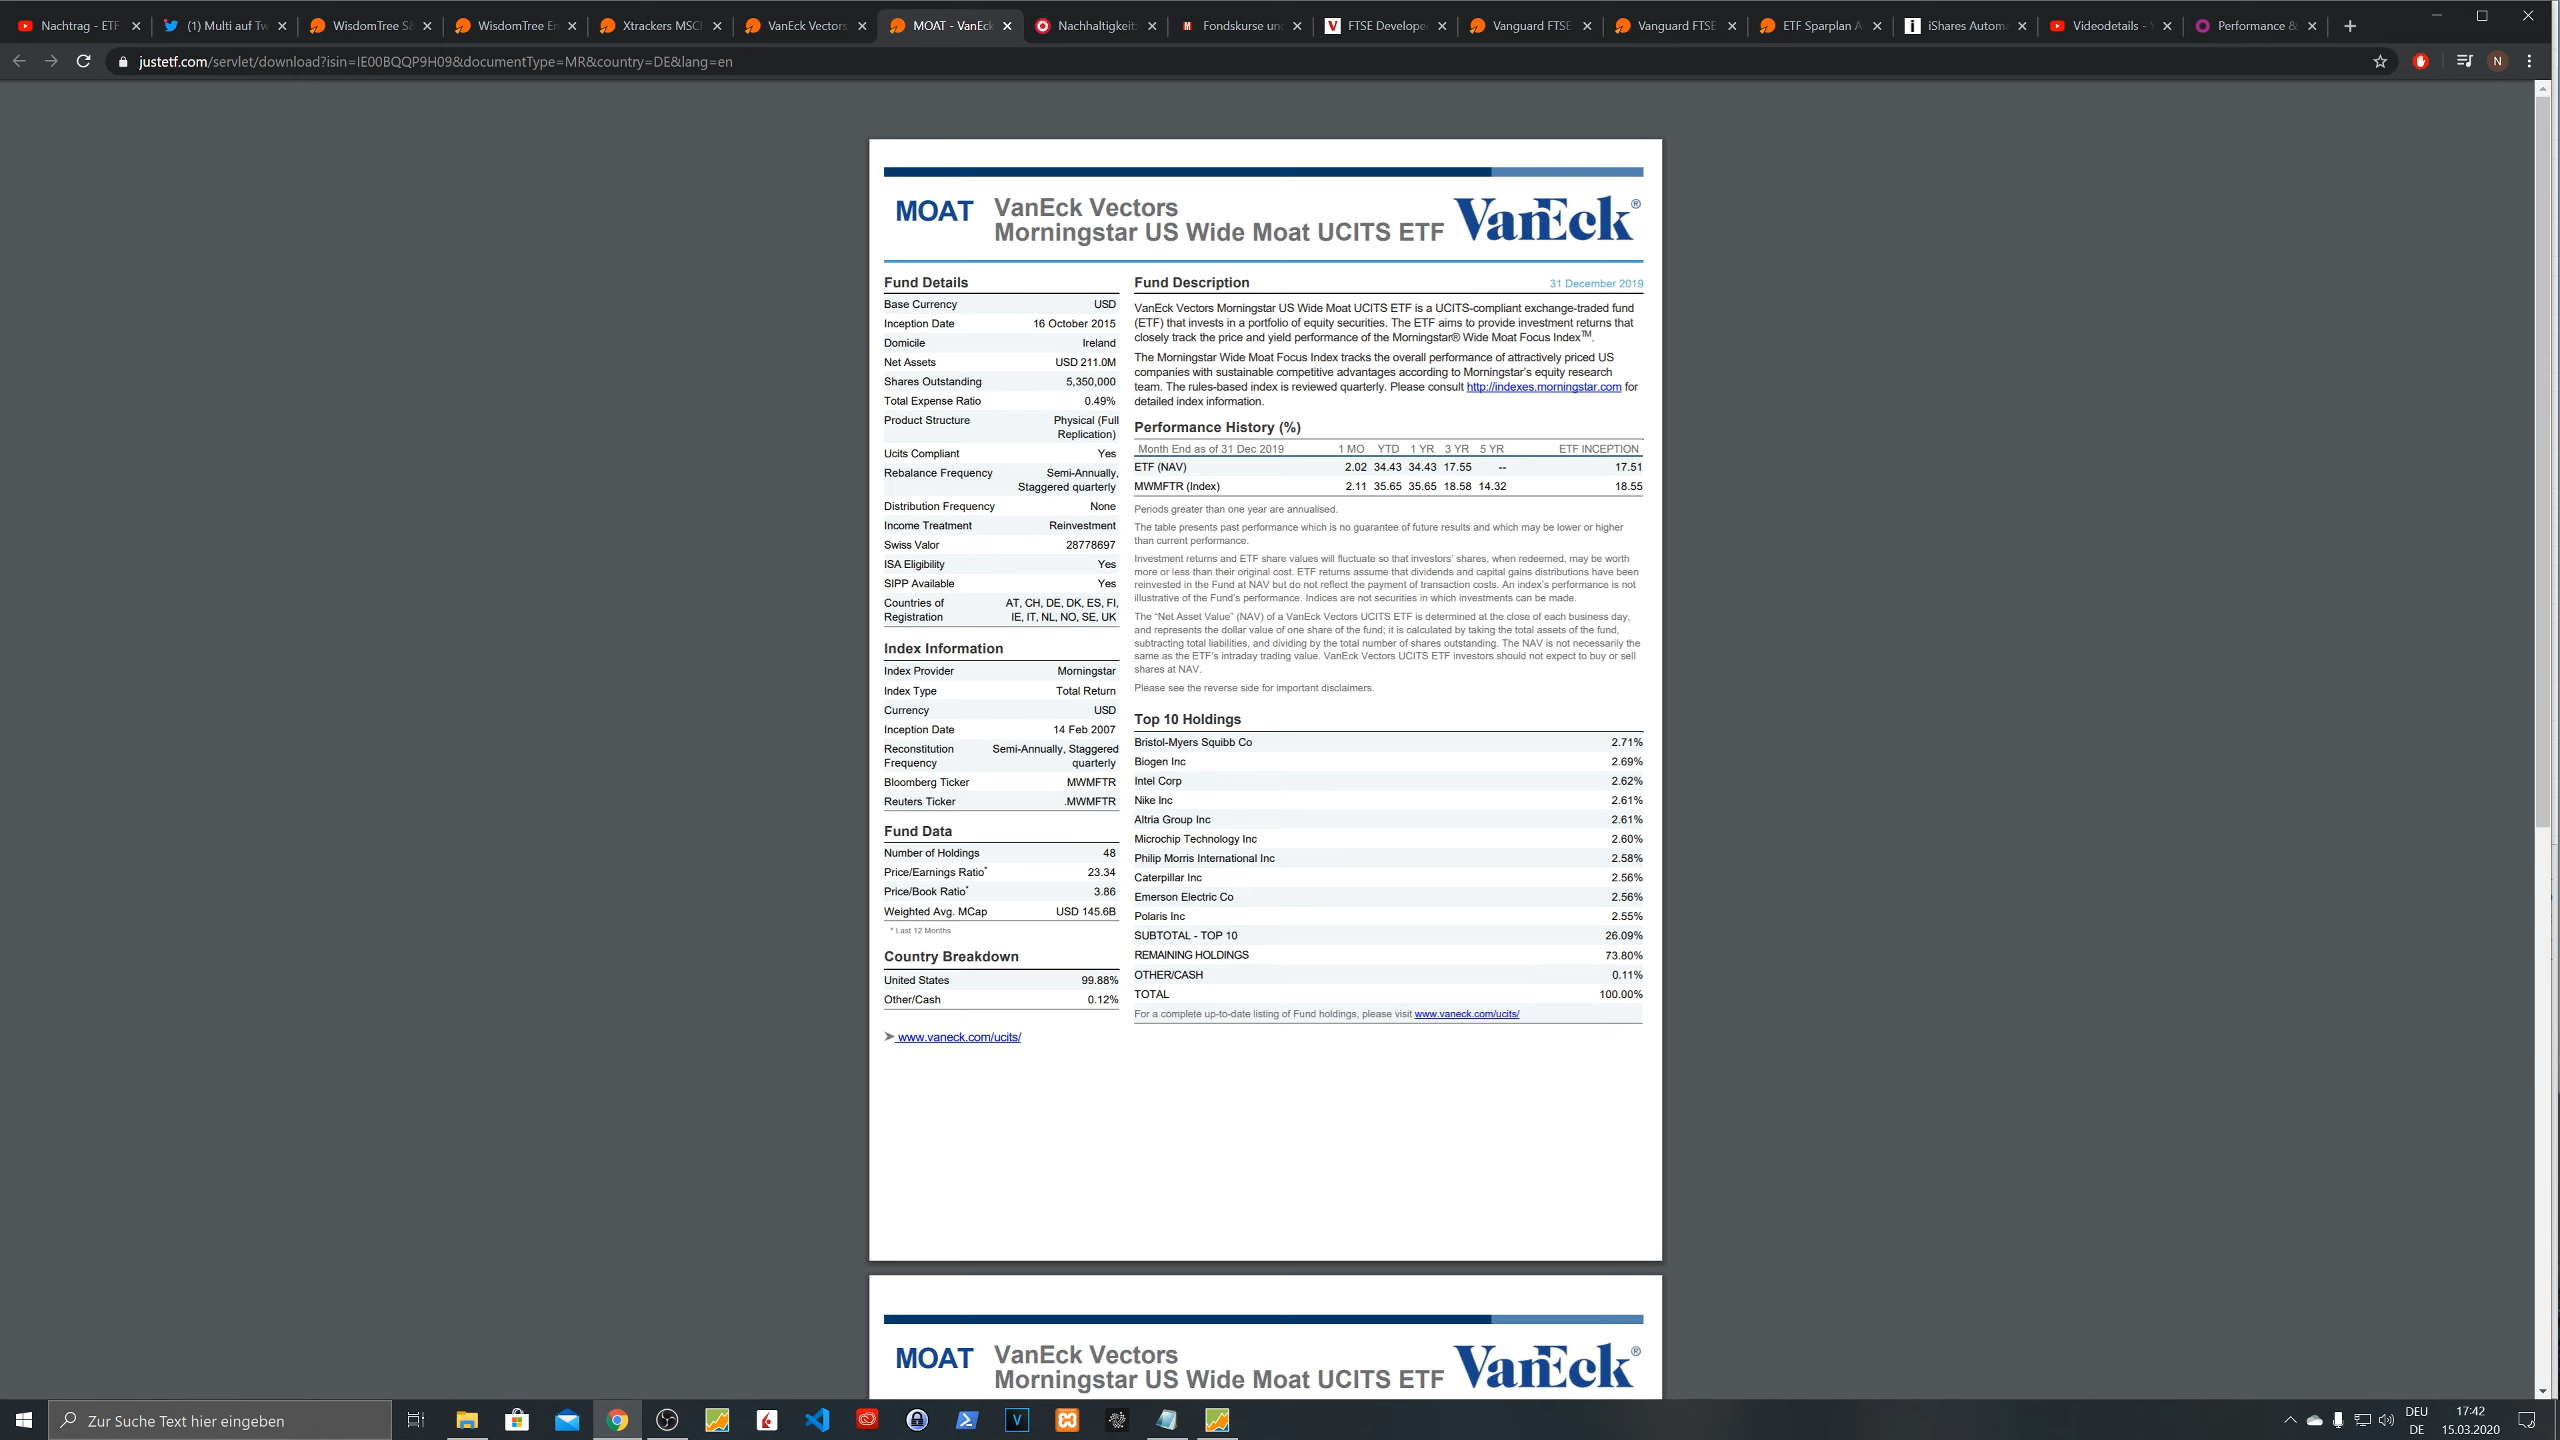 Nachtrag - ETF
(1) Multi auf Tw
WisdomTree S&
WisdomTree Em
Xtrackers MSCI
VanEck Vectors
MOAT - VanEck
Nachhaltigkeit:
Fondskurse und
FTSE Develope
Vanguard FTSE
Vanguard FTSE
ETF Sparplan A
iShares Autom
Videodetails -
Performance &
justetf.com/servlet/download?isin=IE00BQQP9H09&documentType=MR&country=DE&lang=en
N
MOAT
VanEck Vectors
Morningstar US Wide Moat UCITS ETF
VanEck®
Fund Details
Base Currency USD
Inception Date 16 October 2015
Domicile Ireland
Net Assets USD 211.0M
Shares Outstanding 5,350,000
Total Expense Ratio 0.49%
Product Structure Physical (Full
Replication)
Ucits Compliant Yes
Rebalance Frequency Semi-Annually,
Staggered quarterly
Distribution Frequency None
Income Treatment Reinvestment
Swiss Valor 28778697
ISA Eligibility Yes
SIPP Available Yes
Countries of AT, CH, DE, DK, ES, FI,
Registration IE, IT, NL, NO, SE, UK
Index Information
Index Provider Morningstar
Index Type Total Return
Currency USD
Inception Date 14 Feb 2007
Reconstitution Semi-Annually, Staggered
Frequency quarterly
Bloomberg Ticker MWMFTR
Reuters Ticker .MWMFTR
Fund Data
Number of Holdings 48
Price/Earnings Ratio* 23.34
Price/Book Ratio* 3.86
Weighted Avg. MCap USD 145.6B
* Last 12 Months
Country Breakdown
United States 99.88%
Other/Cash 0.12%
➤ www.vaneck.com/ucits/
Fund Description 31 December 2019
VanEck Vectors Morningstar US Wide Moat UCITS ETF is a UCITS-compliant exchange-traded fund
(ETF) that invests in a portfolio of equity securities. The ETF aims to provide investment returns that
closely track the price and yield performance of the Morningstar® Wide Moat Focus Index™.
The Morningstar Wide Moat Focus Index tracks the overall performance of attractively priced US
companies with sustainable competitive advantages according to Morningstar's equity research
team. The rules-based index is reviewed quarterly. Please consult http://indexes.morningstar.com for
detailed index information.
Performance History (%)
Month End as of 31 Dec 2019 1 MO YTD 1 YR 3 YR 5 YR ETF INCEPTION
ETF (NAV) 2.02 34.43 34.43 17.55 -- 17.51
MWMFTR (Index) 2.11 35.65 35.65 18.58 14.32 18.55
Periods greater than one year are annualised.
The table presents past performance which is no guarantee of future results and which may be lower or higher
than current performance.
Investment returns and ETF share values will fluctuate so that investors' shares, when redeemed, may be worth
more or less than their original cost. ETF returns assume that dividends and capital gains distributions have been
reinvested in the Fund at NAV but do not reflect the payment of transaction costs. An index's performance is not
illustrative of the Fund's performance. Indices are not securities in which investments can be made.
The “Net Asset Value” (NAV) of a VanEck Vectors UCITS ETF is determined at the close of each business day,
and represents the dollar value of one share of the fund; it is calculated by taking the total assets of the fund,
subtracting total liabilities, and dividing by the total number of shares outstanding. The NAV is not necessarily the
same as the ETF's intraday trading value. VanEck Vectors UCITS ETF investors should not expect to buy or sell
shares at NAV.
Please see the reverse side for important disclaimers.
Top 10 Holdings
Bristol-Myers Squibb Co 2.71%
Biogen Inc 2.69%
Intel Corp 2.62%
Nike Inc 2.61%
Altria Group Inc 2.61%
Microchip Technology Inc 2.60%
Philip Morris International Inc 2.58%
Caterpillar Inc 2.56%
Emerson Electric Co 2.56%
Polaris Inc 2.55%
SUBTOTAL - TOP 10 26.09%
REMAINING HOLDINGS 73.80%
OTHER/CASH 0.11%
TOTAL 100.00%
For a complete up-to-date listing of Fund holdings, please visit www.vaneck.com/ucits/
MOAT
VanEck Vectors
Morningstar US Wide Moat UCITS ETF
VanEck®
Zur Suche Text hier eingeben
DEU
DE
17:42
15.03.2020